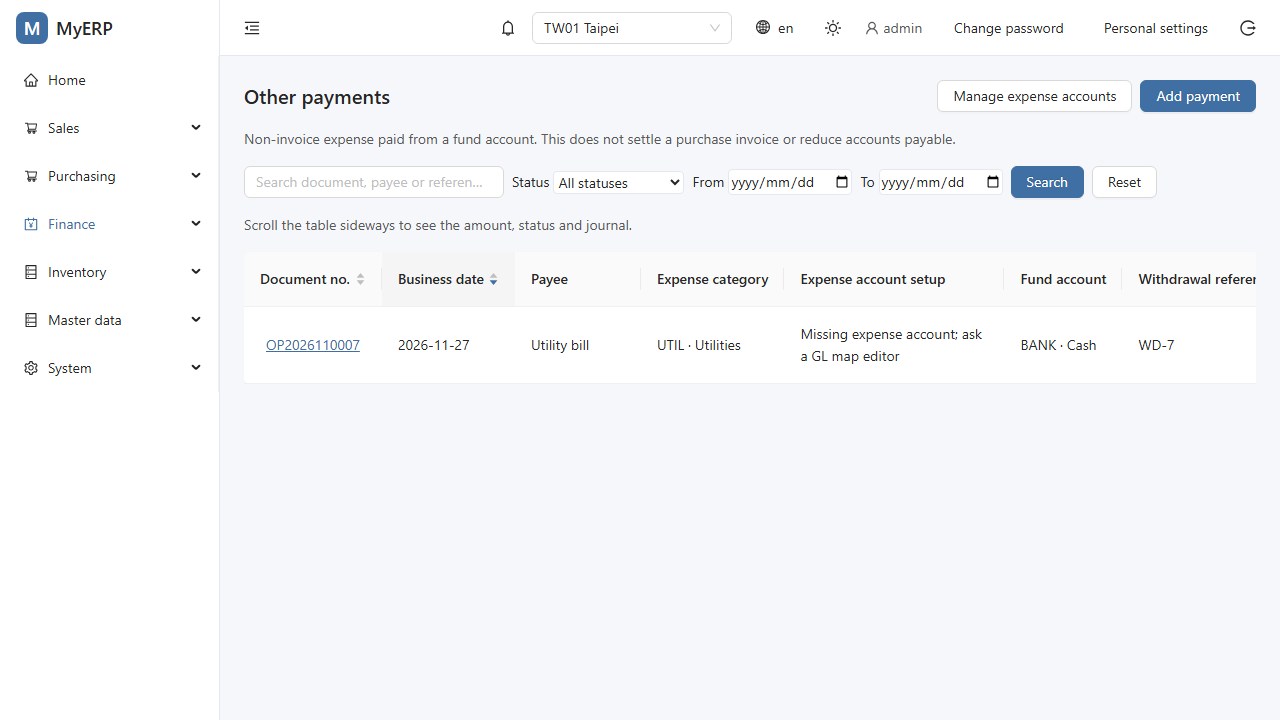 M MyERP
TW01 Taipei
en
admin
Change password
Personal settings
Home
Sales
Purchasing
Finance
Inventory
Master data
System
Other payments
Manage expense accounts
Add payment
Non-invoice expense paid from a fund account. This does not settle a purchase invoice or reduce accounts payable.
Search document, payee or referen...
Status All statuses
From yyyy/mm/dd
To yyyy/mm/dd
Search
Reset
Scroll the table sideways to see the amount, status and journal.
Document no. Business date Payee Expense category Expense account setup Fund account Withdrawal referen
OP2026110007 2026-11-27 Utility bill UTIL · Utilities Missing expense account; ask BANK · Cash WD-7
a GL map editor